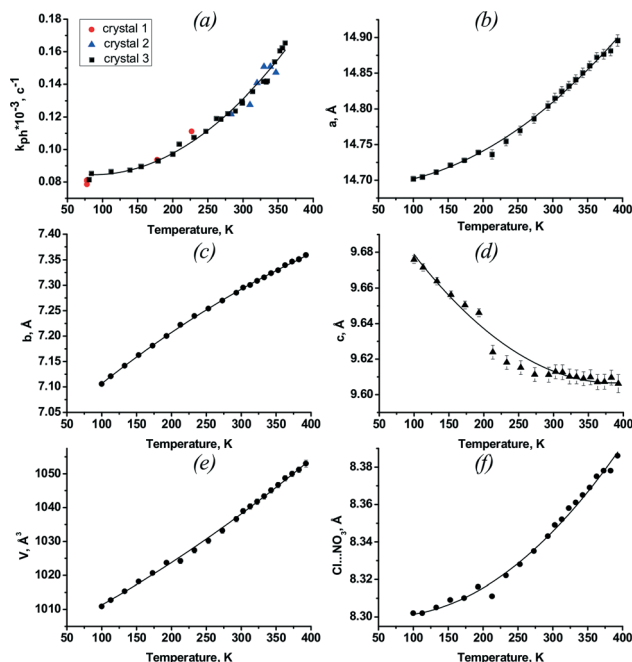 (a)
crystal 1
crystal 2
crystal 3
k_ph*10^-3, c^-1
0.18
0.16
0.14
0.12
0.10
0.08
50 100 150 200 250 300 350 400
Temperature, K
(b)
a, Å
14.90
14.85
14.80
14.75
14.70
50 100 150 200 250 300 350 400
Temperature, K
(c)
b, Å
7.40
7.35
7.30
7.25
7.20
7.15
7.10
7.05
50 100 150 200 250 300 350 400
Temperature, K
(d)
c, Å
9.68
9.66
9.64
9.62
9.60
50 100 150 200 250 300 350 400
Temperature, K
(e)
V, Å³
1050
1040
1030
1020
1010
50 100 150 200 250 300 350 400
Temperature, K
(f)
Cl...NO₃, Å
8.38
8.36
8.34
8.32
8.30
50 100 150 200 250 300 350 400
Temperature, K